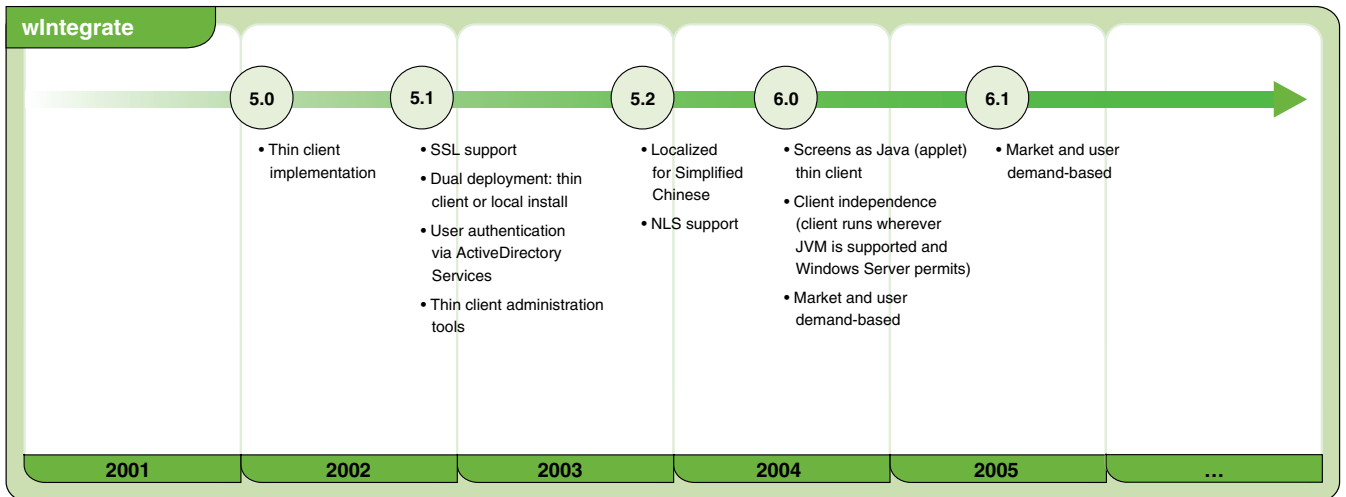 wIntegrate
5.0
5.1
5.2
6.0
6.1
• Thin client
implementation
• SSL support
• Dual deployment: thin
client or local install
• User authentication
via ActiveDirectory
Services
• Thin client administration
tools
• Localized
for Simplified
Chinese
• NLS support
• Screens as Java (applet)
thin client
• Client independence
(client runs wherever
JVM is supported and
Windows Server permits)
• Market and user
demand-based
• Market and user
demand-based
2001
2002
2003
2004
2005
...